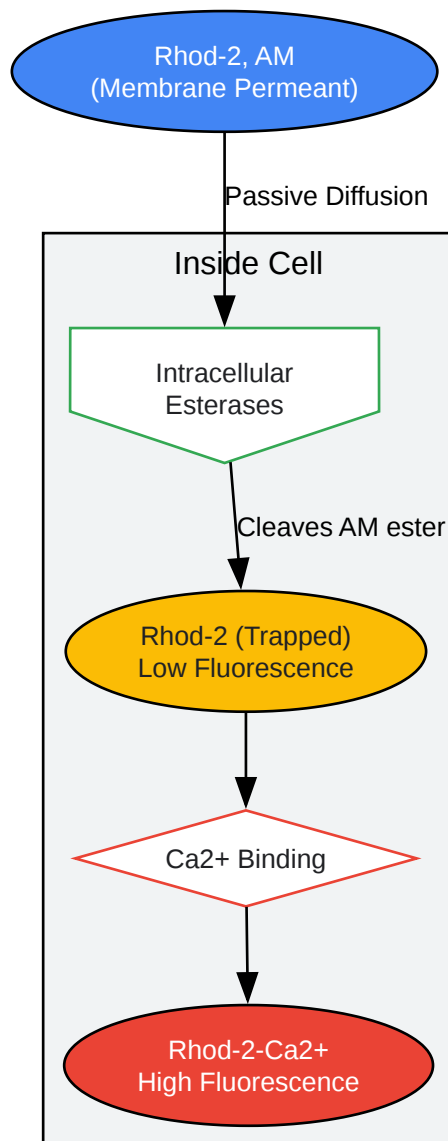 Rhod-2, AM
(Membrane Permeant)
Passive Diffusion
Inside Cell
Intracellular
Esterases
Cleaves AM ester
Rhod-2 (Trapped)
Low Fluorescence
Ca2+ Binding
Rhod-2-Ca2+
High Fluorescence